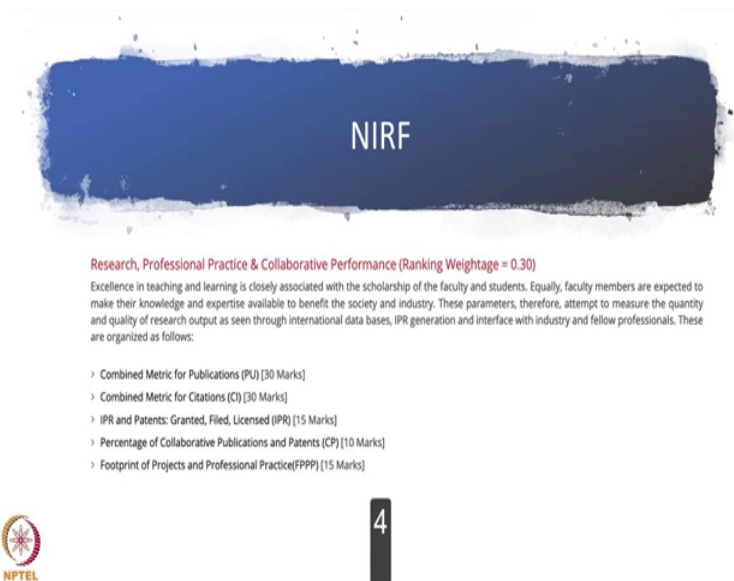 NIRF
Research, Professional Practice & Collaborative Performance (Ranking Weightage = 0.30)
Excellence in teaching and learning is closely associated with the scholarship of the faculty and students. Equally, faculty members are expected to
make their knowledge and expertise available to benefit the society and industry. These parameters, therefore, attempt to measure the quantity
and quality of research output as seen through international data bases, IPR generation and interface with industry and fellow professionals. These
are organized as follows:
› Combined Metric for Publications (PU) [30 Marks]
› Combined Metric for Citations (CI) [30 Marks]
› IPR and Patents: Granted, Filed, Licensed (IPR) [15 Marks]
› Percentage of Collaborative Publications and Patents (CP) [10 Marks]
› Footprint of Projects and Professional Practice(FPPP) [15 Marks]
4
NPTEL